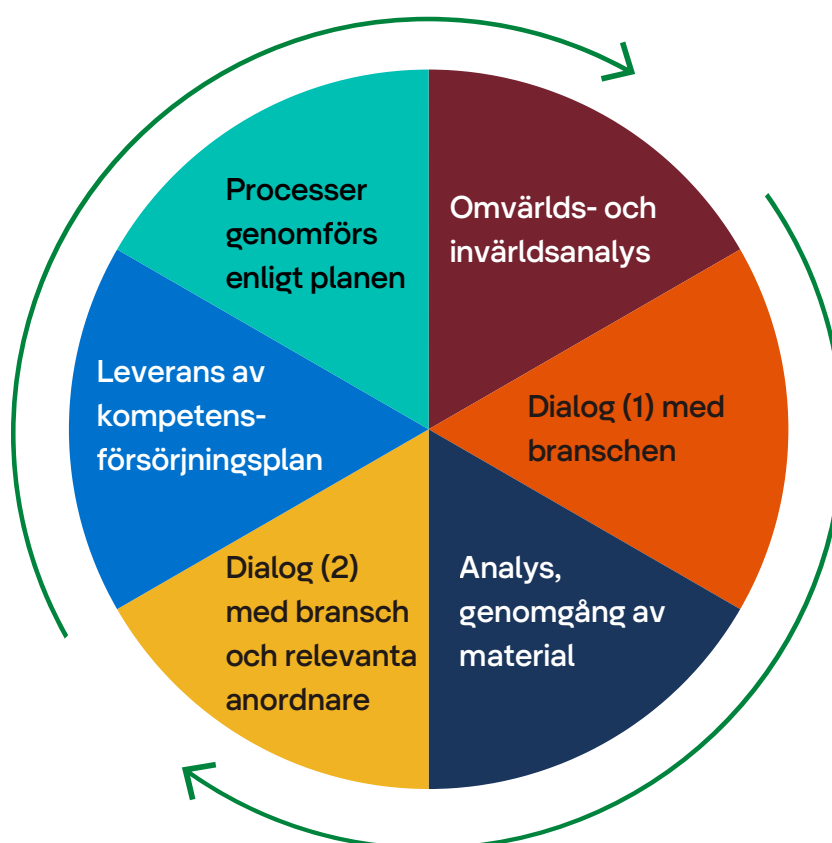 Omvärlds- och
invärldsanalys
Dialog (1) med
branschen
Analys,
genomgång av
material
Dialog (2)
med bransch
och relevanta
anordnare
Leverans av
kompetens-
försörjningsplan
Processer
genomförs
enligt planen